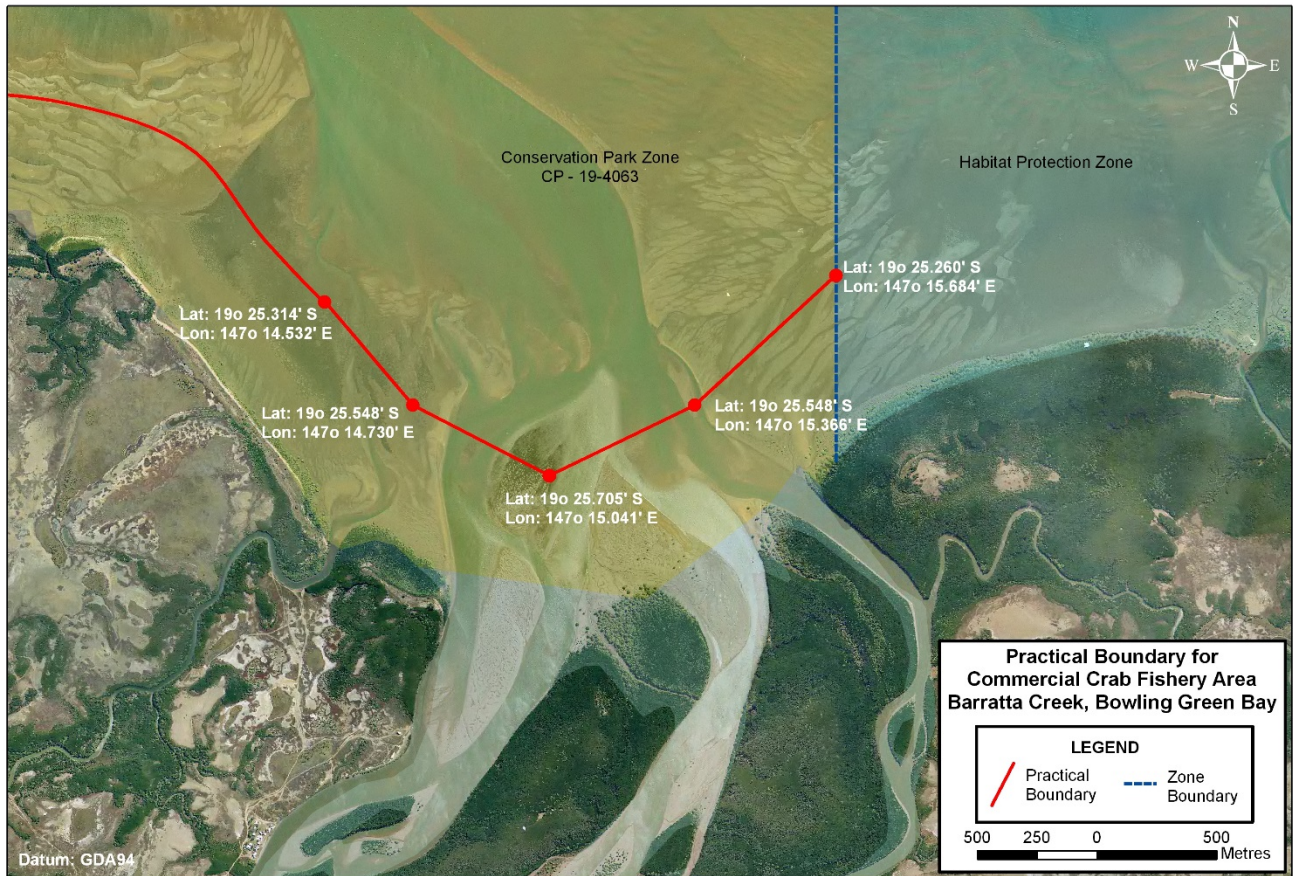 N
W E
S
Conservation Park Zone
CP - 19-4063
Habitat Protection Zone
Lat: 19o 25.260' S
Lon: 147o 15.684' E
Lat: 19o 25.314' S
Lon: 147o 14.532' E
Lat: 19o 25.548' S
Lon: 147o 14.730' E
Lat: 19o 25.548' S
Lon: 147o 15.366' E
Lat: 19o 25.705' S
Lon: 147o 15.041' E
Practical Boundary for
Commercial Crab Fishery Area
Barratta Creek, Bowling Green Bay
LEGEND
Practical
Boundary
Zone
Boundary
500 250 0 500
Metres
Datum: GDA94